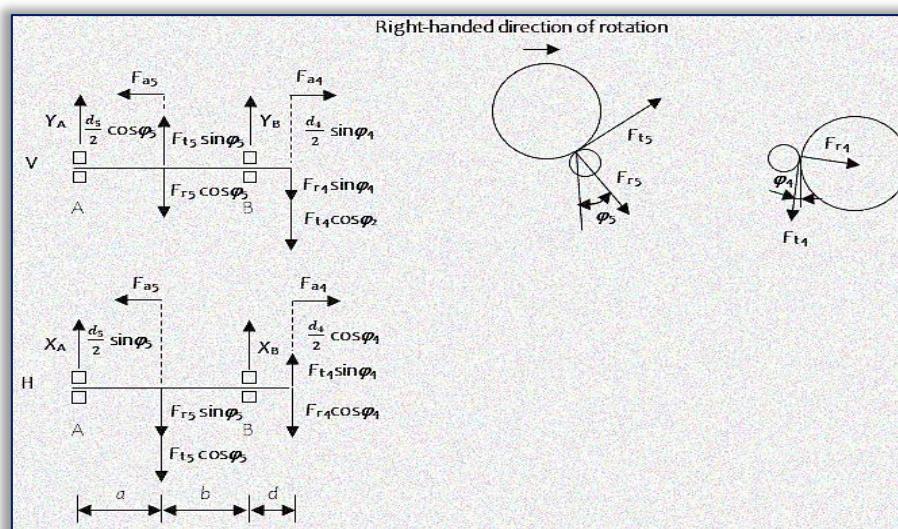 Right-handed direction of rotation
Fa5
Fa4
YA
d5/2 cosφ5
Ft5 sinφ5
YB
d4/2 sinφ4
V
Fr5 cosφ5
Fr4 sinφ4
A
B
Ft4 cosφ2
Ft5
Fr5
φ5
Fr4
φ4
Ft4
Fa5
Fa4
XA
d5/2 sinφ5
XB
d4/2 cosφ4
Ft4 sinφ4
H
Fr5 sinφ5
Fr4 cosφ4
A
B
Ft5 cosφ5
a
b
d